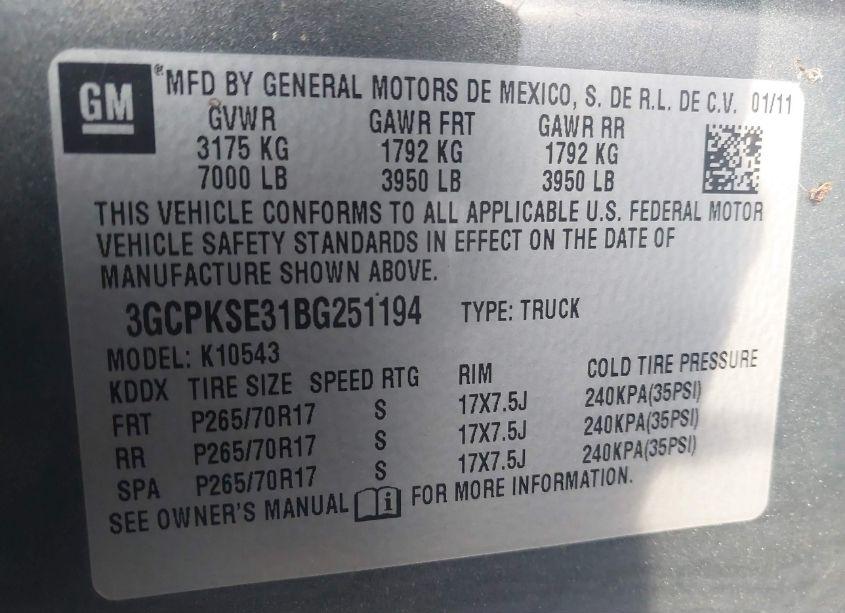 GM
® MFD BY GENERAL MOTORS DE MEXICO, S. DE R.L. DE C.V. 01/11
GVWR GAWR FRT GAWR RR
3175 KG 1792 KG 1792 KG
7000 LB 3950 LB 3950 LB
THIS VEHICLE CONFORMS TO ALL APPLICABLE U.S. FEDERAL MOTOR
VEHICLE SAFETY STANDARDS IN EFFECT ON THE DATE OF
MANUFACTURE SHOWN ABOVE.
3GCPKSE31BG251194 TYPE: TRUCK
MODEL: K10543
KDDX TIRE SIZE SPEED RTG RIM COLD TIRE PRESSURE
FRT P265/70R17 S 17X7.5J 240KPA(35PSI)
RR P265/70R17 S 17X7.5J 240KPA(35PSI)
SPA P265/70R17 S 17X7.5J 240KPA(35PSI)
SEE OWNER'S MANUAL i FOR MORE INFORMATION.